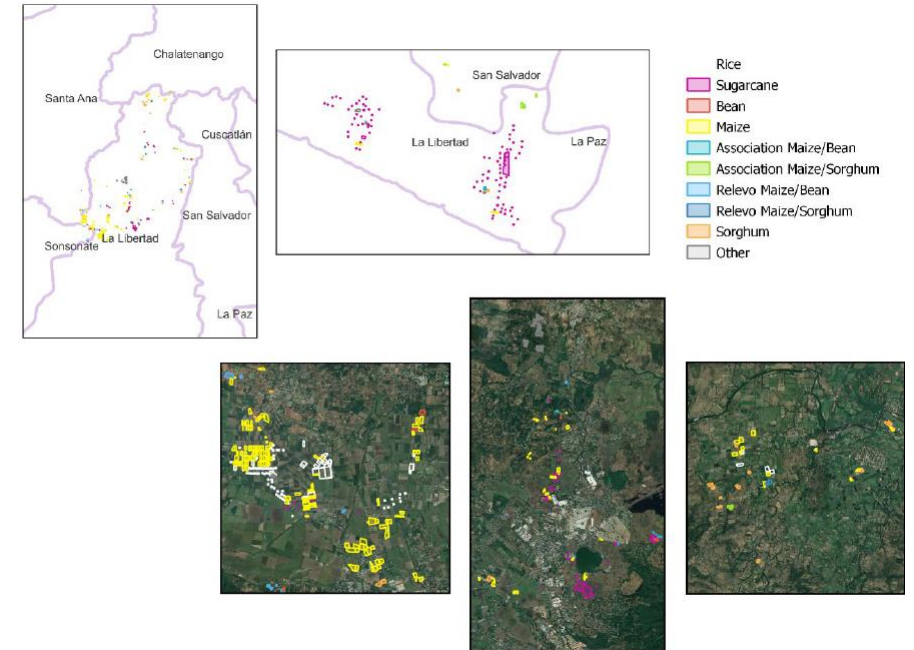 Chalatenango
Santa Ana
Cuscatlán
San Salvador
La Libertad
Sonsonate
La Paz
San Salvador
La Libertad
La Paz
Rice
Sugarcane
Bean
Maize
Association Maize/Bean
Association Maize/Sorghum
Relevo Maize/Bean
Relevo Maize/Sorghum
Sorghum
Other